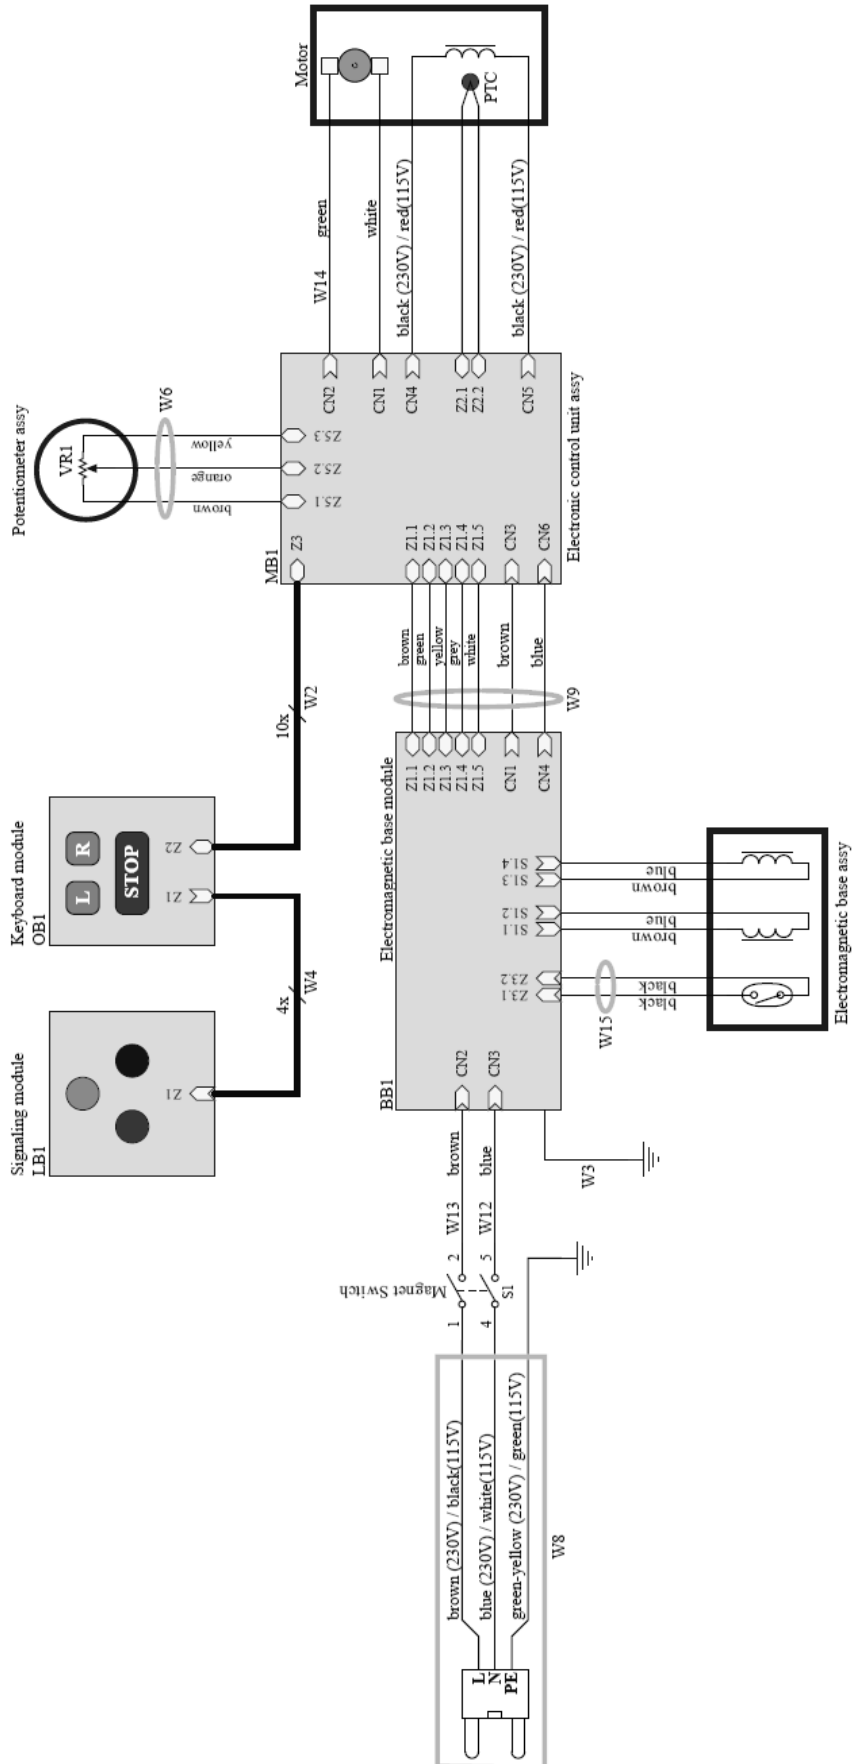 Motor
PTC
green
white
W14
black (230V) / red(115V)
black (230V) / red(115V)
CN2
CN1
CN4
Z2.1
Z2.2
CN5
Electronic control unit assy
MB1
Potentiometer assy
VR1
W6
yellow
orange
brown
Z5.3
Z5.2
Z5.1
Z3
Z1.1
Z1.2
Z1.3
Z1.4
Z1.5
CN3
CN6
brown
green
yellow
grey
white
brown
blue
W9
10x
W2
Keyboard module
OB1
L
R
STOP
Z2
Z1
4x
W4
Signaling module
LB1
Z1
Electromagnetic base module
BB1
Z1.1
Z1.2
Z1.3
Z1.4
Z1.5
CN1
CN4
S1.4
S1.3
S1.2
S1.1
Z3.2
Z3.1
blue
brown
blue
brown
black
black
W15
Electromagnetic base assy
CN2
CN3
brown
blue
W13
W12
W3
Magnet Switch
2
5
1
4
S1
brown (230V) / black(115V)
blue (230V) / white(115V)
green-yellow (230V) / green(115V)
W8
L
N
PE